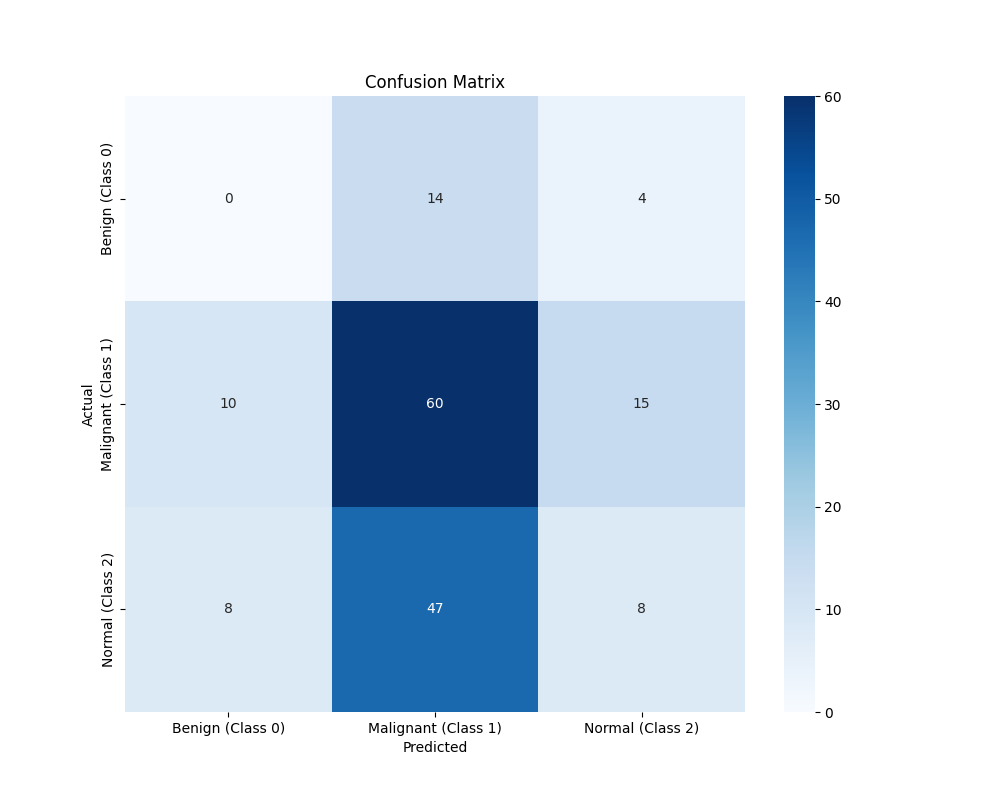 Confusion Matrix
Actual
Benign (Class 0)
Malignant (Class 1)
Normal (Class 2)
0 14 4
10 60 15
8 47 8
Benign (Class 0) Malignant (Class 1) Normal (Class 2)
Predicted
60
50
40
30
20
10
0